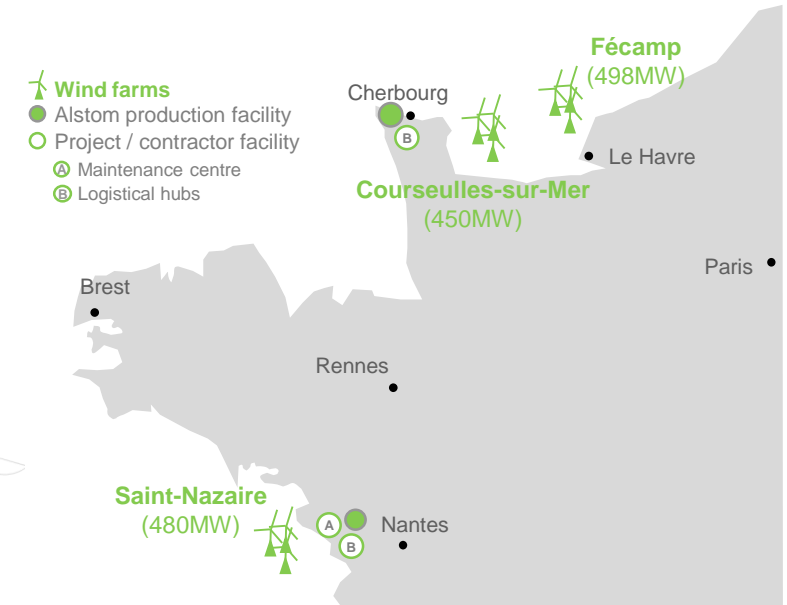 Wind farms
Alstom production facility
Project / contractor facility
A Maintenance centre
B Logistical hubs
Fécamp
(498MW)
Cherbourg
B
Le Havre
Courseulles-sur-Mer
(450MW)
Paris
Brest
Rennes
Saint-Nazaire
(480MW)
A
Nantes
B